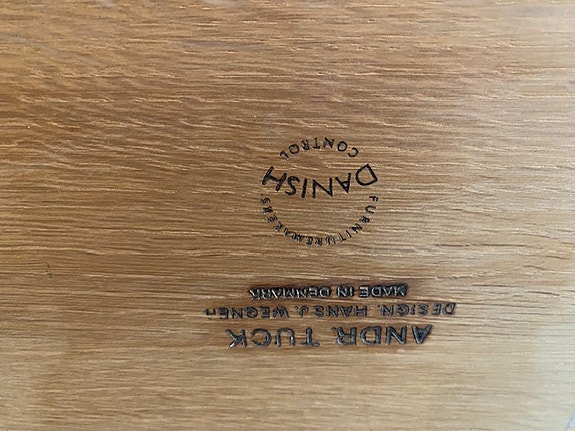 ANDR. TUCK
DESIGN. HANS J. WEGNER.
MADE IN DENMARK
FURNITUREMAKERS
DANISH
CONTROL